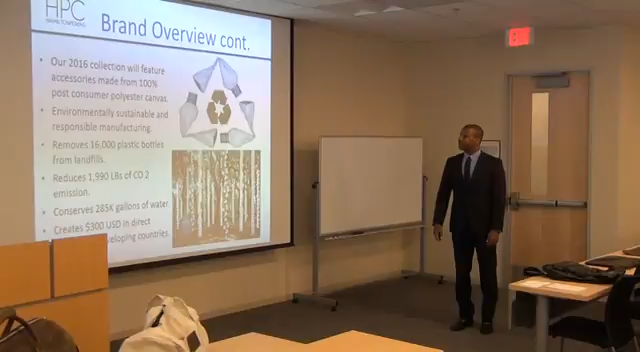 HPC
Brand Overview cont.
• Our 2016 collection will feature
accessories made from 100%
post consumer polyester canvas.
• Environmentally sustainable and
responsible manufacturing.
• Removes 16,000 plastic bottles
from landfills.
• Reduces 1,990 LBs of CO 2
emission.
• Conserves 285K gallons of water
• Creates $300 USD in direct
eloping countries.
EXIT